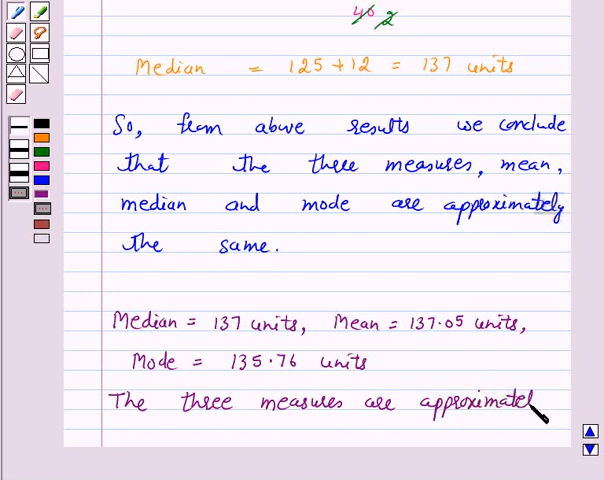 40 2
Median = 125 + 12 = 137 units
So, from above results we conclude
that the three measures, mean,
median and mode are approximately
the same.
Median = 137 units, Mean = 137.05 units,
Mode = 135.76 units
The three measures are approximatel